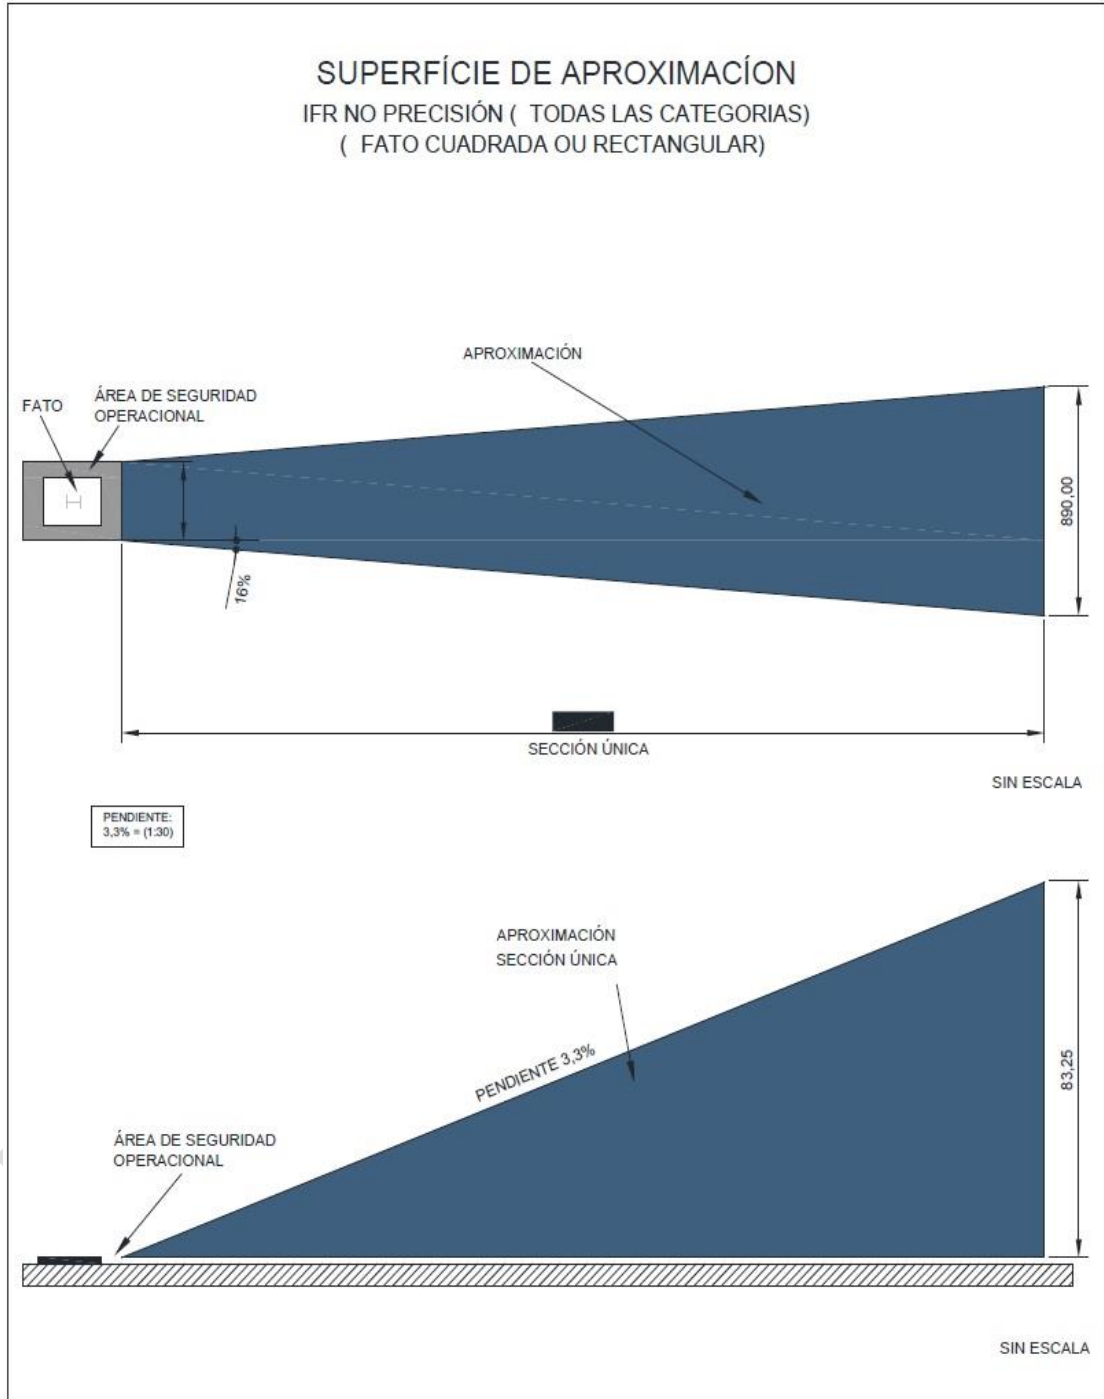 SUPERFÍCIE DE APROXIMACÍON
IFR NO PRECISIÓN ( TODAS LAS CATEGORIAS)
( FATO CUADRADA OU RECTANGULAR)
APROXIMACIÓN
ÁREA DE SEGURIDAD
OPERACIONAL
FATO
H
890,00
16%
SECCIÓN ÚNICA
SIN ESCALA
PENDIENTE:
3,3% = (1:30)
APROXIMACIÓN
SECCIÓN ÚNICA
PENDIENTE 3,3%
83,25
ÁREA DE SEGURIDAD
OPERACIONAL
SIN ESCALA